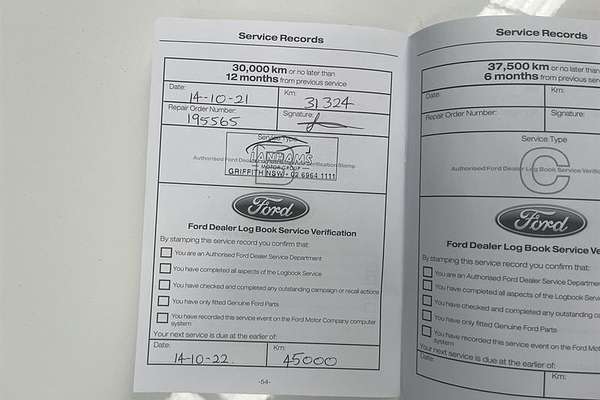 Service Records
30,000 km or no later than
12 months from previous service
Date:
14-10-21
Km:
31324
Repair Order Number:
195565
Signature:
Service Type
Authorised Ford Dealer Service Verification Stamp
MOTOR GROUP
GRIFFITH NSW - 02 6964 1111
Ford
Ford Dealer Log Book Service Verification
By stamping this service record you confirm that:
You are an Authorised Ford Dealer Service Department
You have completed all aspects of the Logbook Service
You have checked and completed any outstanding campaign or recall actions
You have only fitted Genuine Ford Parts
You have recorded this service event on the Ford Motor Company computer
system
Your next service is due at the earlier of:
Date:
14-10-22.
Km:
45000
-54-
Service Records
37,500 km or no later
6 months from previous serv
Date:
Km:
Repair Order Number:
Signature:
Service Type
C
Authorised Ford Dealer Log Book Service Verific
Ford
Ford Dealer Log Book Service Ve
By stamping this service record you confirm that:
You are an Authorised Ford Dealer Service Departmen
You have completed all aspects of the Logbook Servic
You have checked and completed any outstanding ca
You have only fitted Genuine Ford Parts
You have recorded this service event on the Ford M
system
Your next service is due at the earlier of:
Date:
Km: